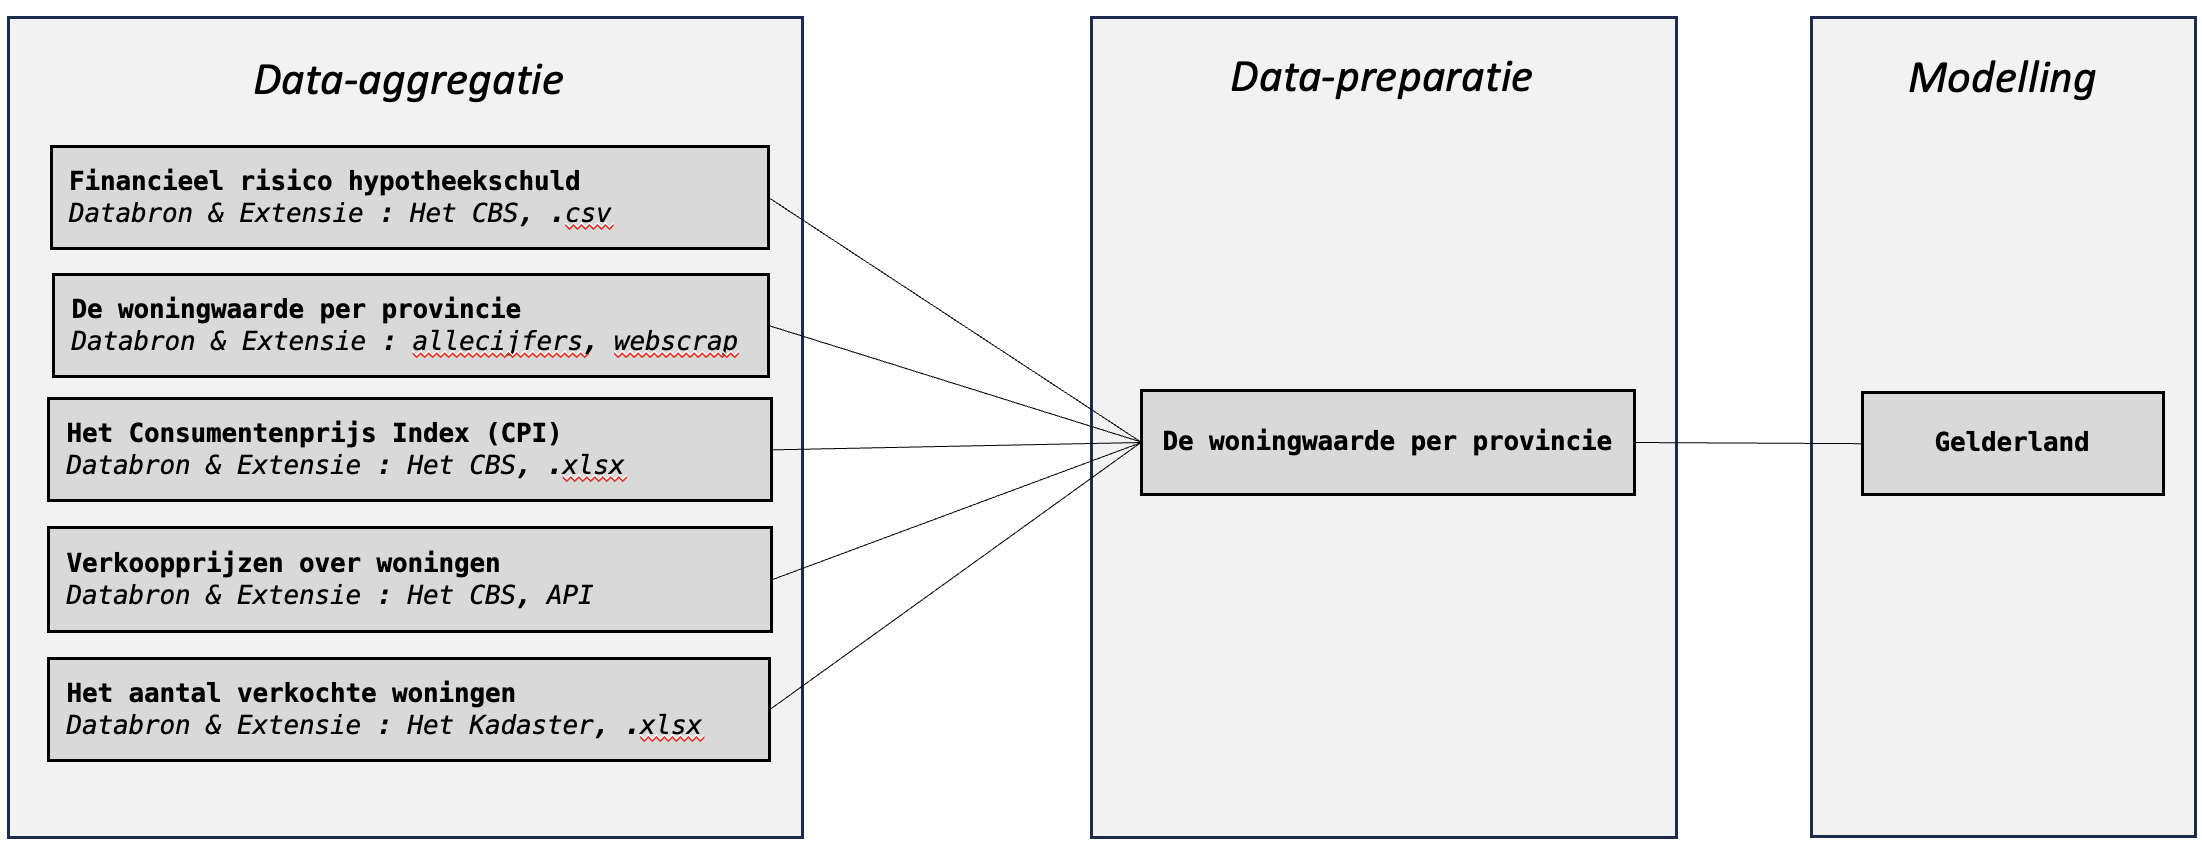 Data-aggregatie
Financieel risico hypotheekschuld
Databron & Extensie : Het CBS, .csv
De woningwaarde per provincie
Databron & Extensie : allecijfers, webscrap
Het Consumentenprijs Index (CPI)
Databron & Extensie : Het CBS, .xlsx
Verkoopprijzen over woningen
Databron & Extensie : Het CBS, API
Het aantal verkochte woningen
Databron & Extensie : Het Kadaster, .xlsx
Data-preparatie
De woningwaarde per provincie
Modelling
Gelderland